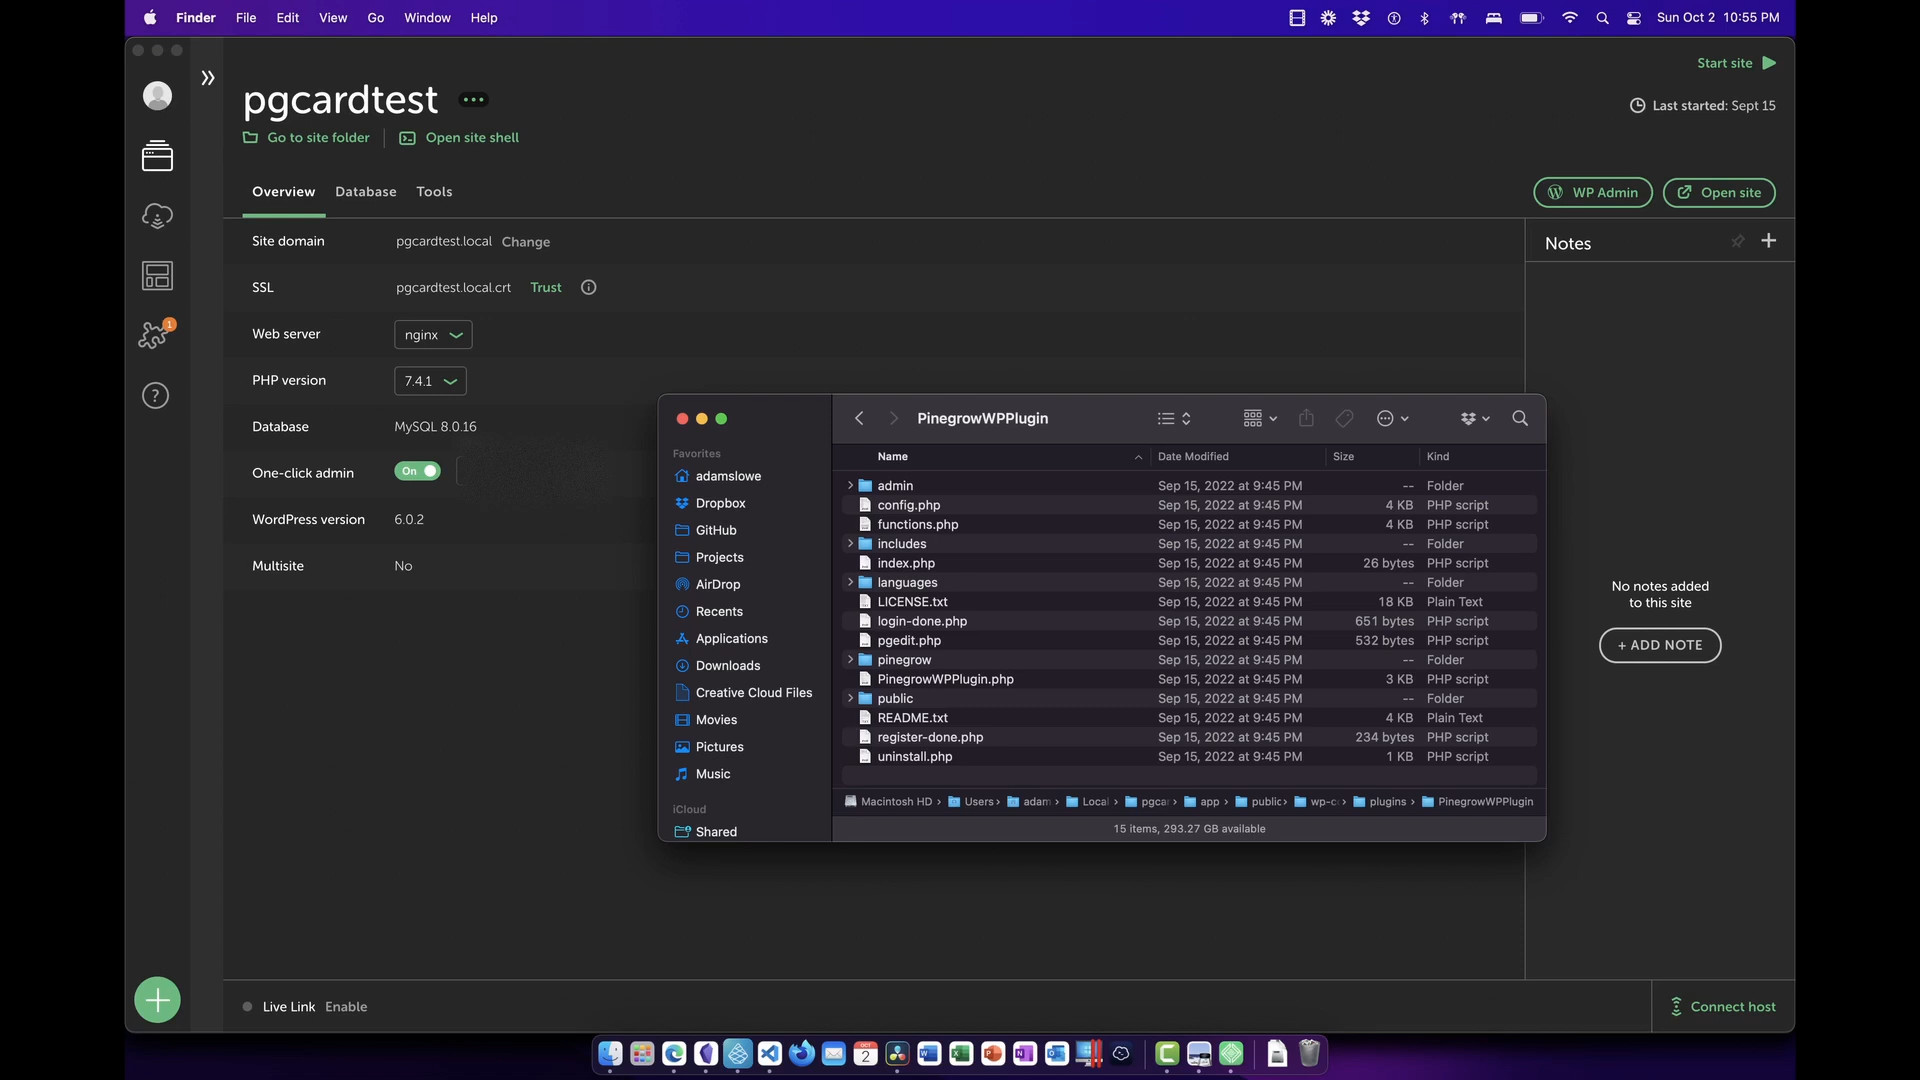 Finder File Edit View Go Window Help
Sun Oct 2 10:55 PM
Start site
pgcardtest
Last started: Sept 15
Go to site folder
Open site shell
Overview Database Tools
WP Admin
Open site
Site domain pgcardtest.local Change
Notes
SSL pgcardtest.local.crt Trust
Web server nginx
PHP version 7.4.1
Database MySQL 8.0.16
One-click admin On
WordPress version 6.0.2
Multisite No
No notes added
to this site
+ ADD NOTE
1
PinegrowWPPlugin
Favorites
adamslowe
Dropbox
GitHub
Projects
AirDrop
Recents
Applications
Downloads
Creative Cloud Files
Movies
Pictures
Music
iCloud
Shared
Name Date Modified Size Kind
admin Sep 15, 2022 at 9:45 PM -- Folder
config.php Sep 15, 2022 at 9:45 PM 4 KB PHP script
functions.php Sep 15, 2022 at 9:45 PM 4 KB PHP script
includes Sep 15, 2022 at 9:45 PM -- Folder
index.php Sep 15, 2022 at 9:45 PM 26 bytes PHP script
languages Sep 15, 2022 at 9:45 PM -- Folder
LICENSE.txt Sep 15, 2022 at 9:45 PM 18 KB Plain Text
login-done.php Sep 15, 2022 at 9:45 PM 651 bytes PHP script
pgedit.php Sep 15, 2022 at 9:45 PM 532 bytes PHP script
pinegrow Sep 15, 2022 at 9:45 PM -- Folder
PinegrowWPPlugin.php Sep 15, 2022 at 9:45 PM 3 KB PHP script
public Sep 15, 2022 at 9:45 PM -- Folder
README.txt Sep 15, 2022 at 9:45 PM 4 KB Plain Text
register-done.php Sep 15, 2022 at 9:45 PM 234 bytes PHP script
uninstall.php Sep 15, 2022 at 9:45 PM 1 KB PHP script
Macintosh HD › Users › adam › Local › pgcar › app › public › wp-c › plugins › PinegrowWPPlugin
15 items, 293.27 GB available
Live Link Enable
Connect host
OCT
2